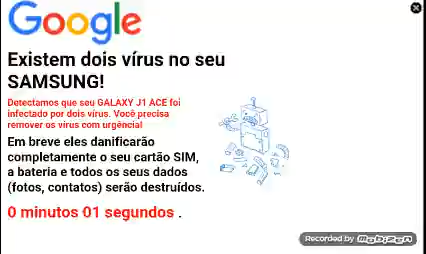 Google
Existem dois vírus no seu
SAMSUNG!
Detectamos que seu GALAXY J1 ACE foi
infectado por dois vírus. Você precisa
remover os vírus com urgência!
Em breve eles danificarão
completamente o seu cartão SIM,
a bateria e todos os seus dados
(fotos, contatos) serão destruídos.
0 minutos 01 segundos .
Recorded by Mobizen